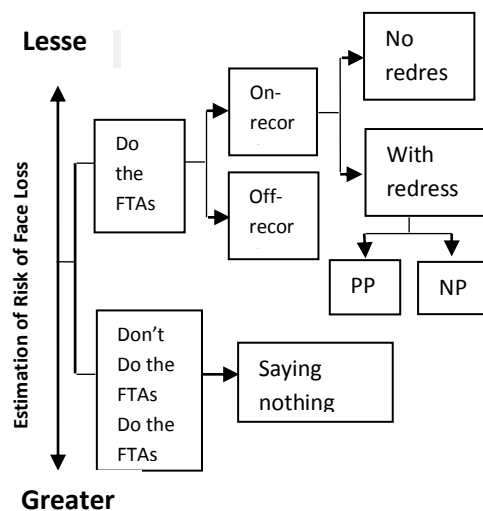 Lesse
Estimation of Risk of Face Loss
Greater
Do
the
FTAs
On-
recor
Off-
recor
No
redres
With
redress
PP
NP
Don't
Do the
FTAs
Do the
FTAs
Saying
nothing